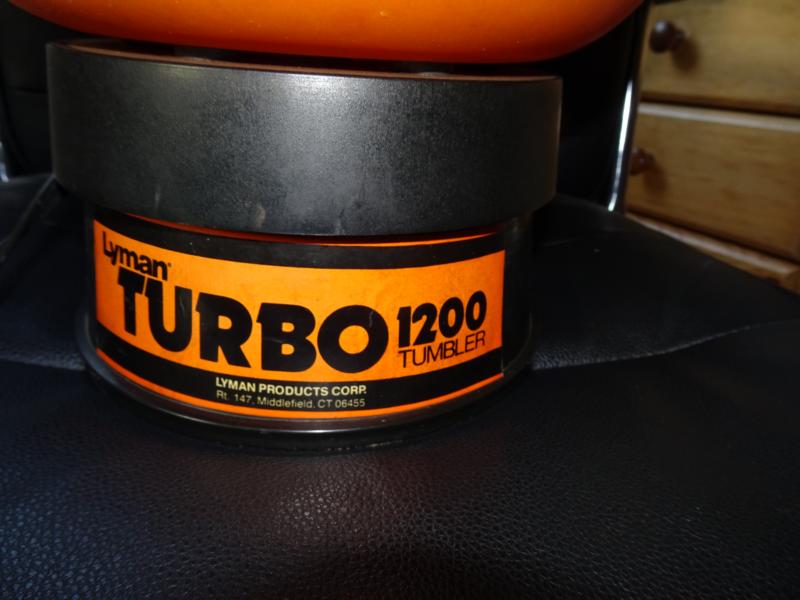 Lyman®
TURBO 1200
TUMBLER
LYMAN PRODUCTS CORP.
Rt. 147, Middlefield, CT 06455